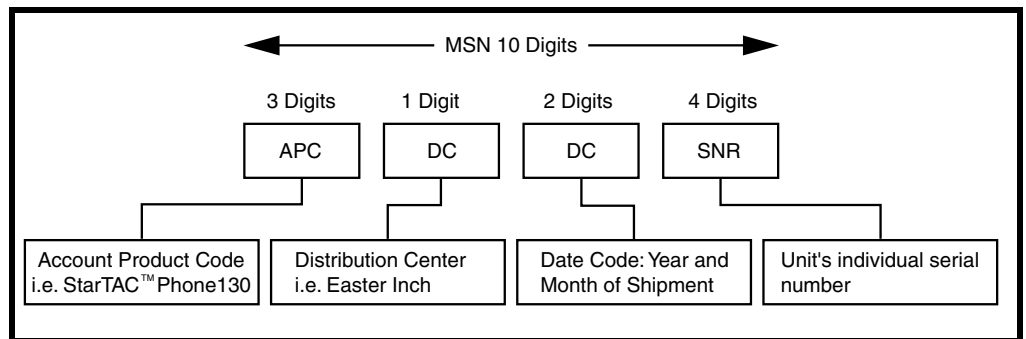 MSN 10 Digits
3 Digits
1 Digit
2 Digits
4 Digits
APC
DC
DC
SNR
Account Product Code
i.e. StarTAC™Phone130
Distribution Center
i.e. Easter Inch
Date Code: Year and
Month of Shipment
Unit's individual serial
number